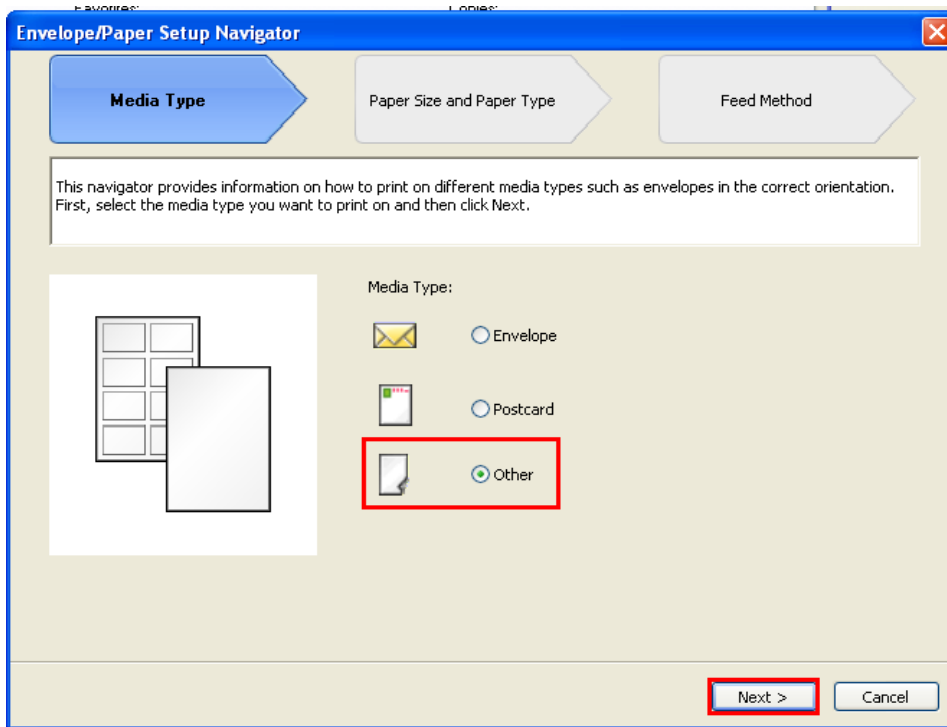 Favorites: Copies:
Envelope/Paper Setup Navigator
Media Type
Paper Size and Paper Type
Feed Method
This navigator provides information on how to print on different media types such as envelopes in the correct orientation.
First, select the media type you want to print on and then click Next.
Media Type:
Envelope
Postcard
Other
Next >
Cancel